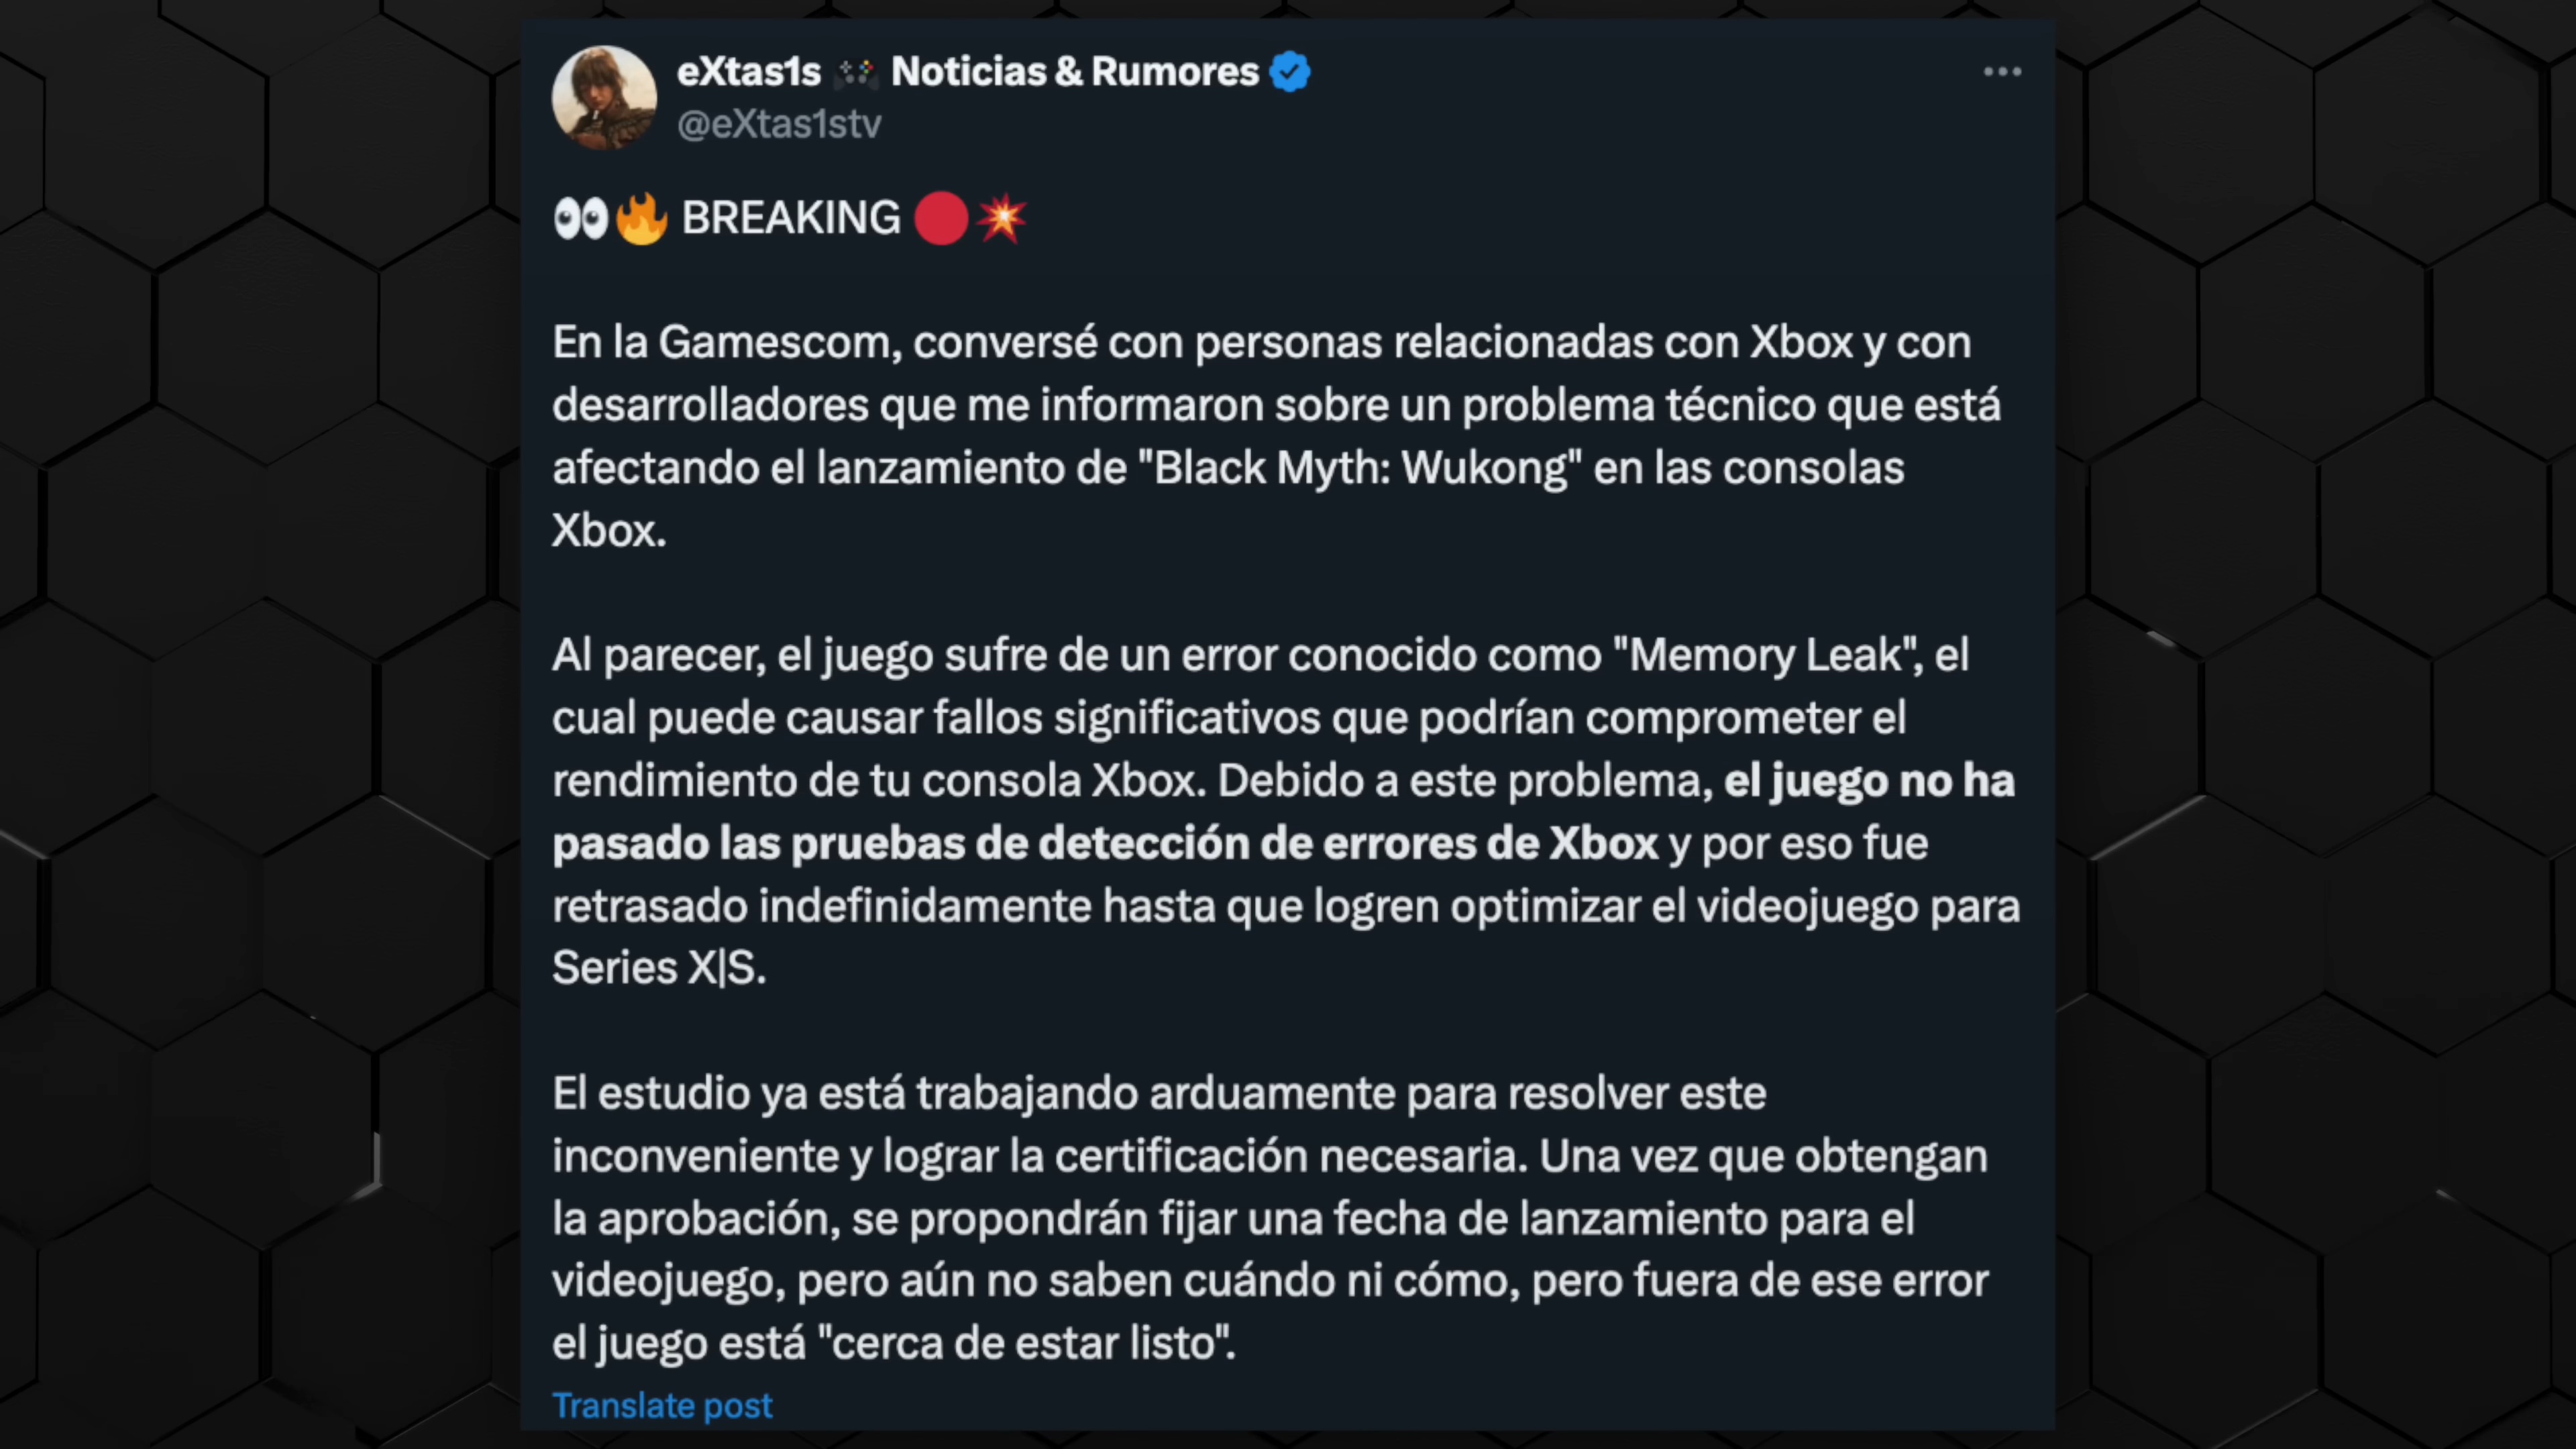 eXtas1s 🎮 Noticias & Rumores
@eXtas1stv
👀🔥 BREAKING 🔴💥
En la Gamescom, conversé con personas relacionadas con Xbox y con
desarrolladores que me informaron sobre un problema técnico que está
afectando el lanzamiento de "Black Myth: Wukong" en las consolas
Xbox.
Al parecer, el juego sufre de un error conocido como "Memory Leak", el
cual puede causar fallos significativos que podrían comprometer el
rendimiento de tu consola Xbox. Debido a este problema, el juego no ha
pasado las pruebas de detección de errores de Xbox y por eso fue
retrasado indefinidamente hasta que logren optimizar el videojuego para
Series X|S.
El estudio ya está trabajando arduamente para resolver este
inconveniente y lograr la certificación necesaria. Una vez que obtengan
la aprobación, se propondrán fijar una fecha de lanzamiento para el
videojuego, pero aún no saben cuándo ni cómo, pero fuera de ese error
el juego está "cerca de estar listo".
Translate post